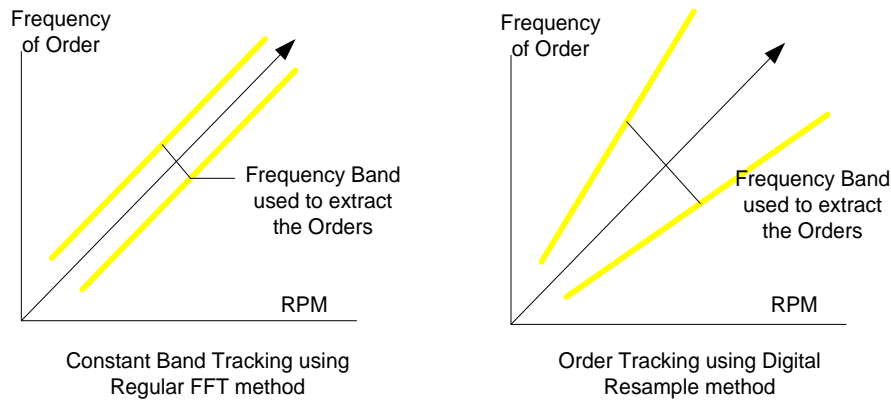 Frequency
of Order
Frequency Band
used to extract
the Orders
RPM
Constant Band Tracking using
Regular FFT method
Frequency
of Order
Frequency Band
used to extract
the Orders
RPM
Order Tracking using Digital
Resample method